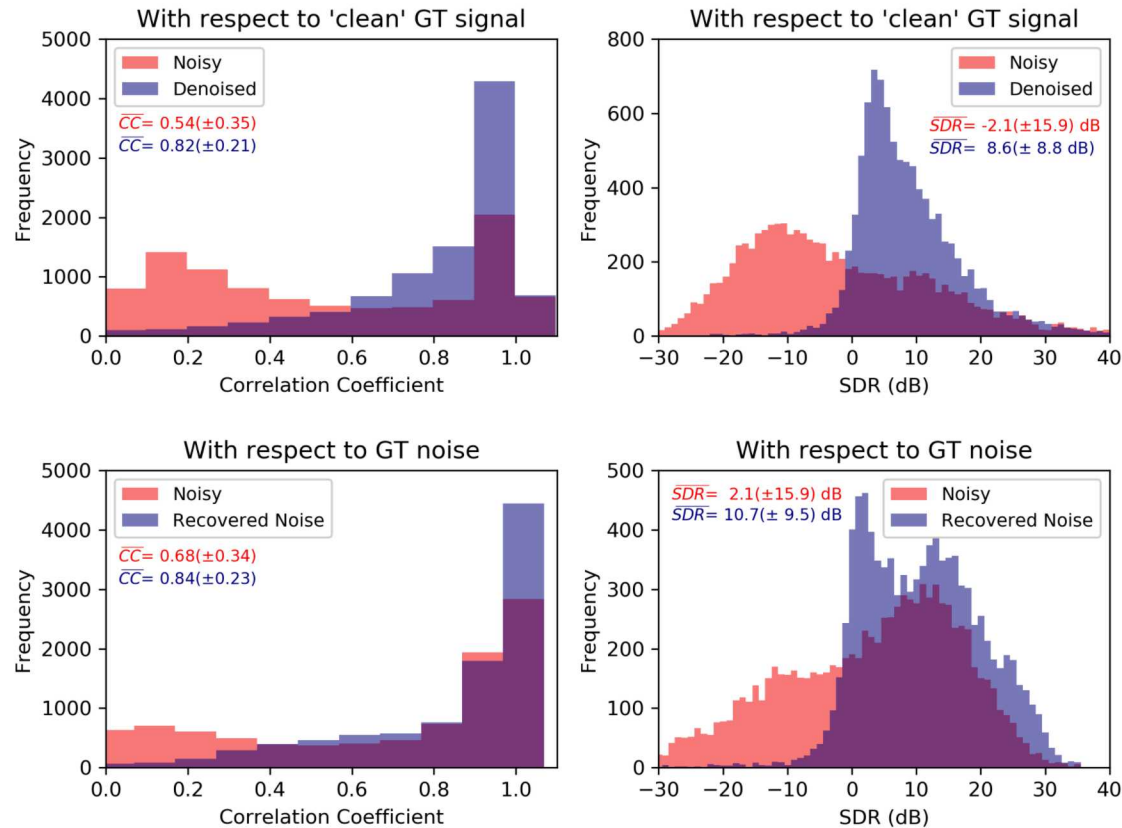 With respect to 'clean' GT signal
5000
4000
3000
2000
1000
0
Frequency
Noisy
Denoised
CC= 0.54(±0.35)
CC= 0.82(±0.21)
0.0 0.2 0.4 0.6 0.8 1.0
Correlation Coefficient
With respect to 'clean' GT signal
800
600
400
200
0
Frequency
Noisy
Denoised
SDR= -2.1(±15.9) dB
SDR= 8.6(± 8.8 dB)
−30 −20 −10 0 10 20 30 40
SDR (dB)
With respect to GT noise
5000
4000
3000
2000
1000
0
Frequency
Noisy
Recovered Noise
CC= 0.68(±0.34)
CC= 0.84(±0.23)
0.0 0.2 0.4 0.6 0.8 1.0
Correlation Coefficient
With respect to GT noise
500
400
300
200
100
0
Frequency
SDR= 2.1(±15.9) dB
SDR= 10.7(± 9.5) dB
Noisy
Recovered Noise
−30 −20 −10 0 10 20 30 40
SDR (dB)